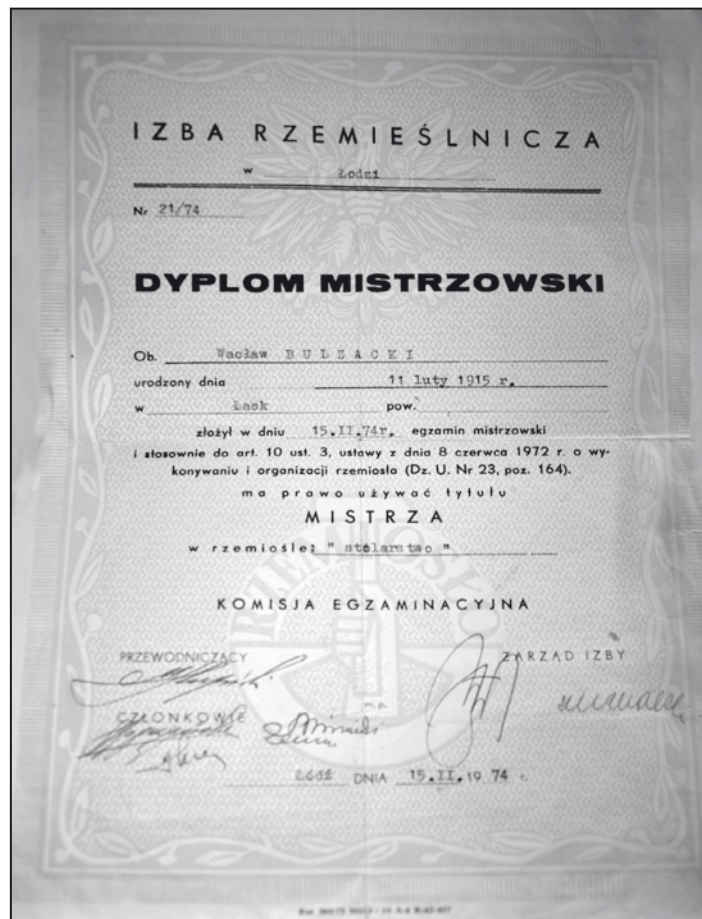 IZBA RZEMIEŚLNICZA
w Łodzi
Nr 21/74
DYPLOM MISTRZOWSKI
Ob. Wacław BULZACKI
urodzony dnia 11 luty 1915 r.
w Łask pow.
złożył w dniu 15.II.74r. egzamin mistrzowski
i stosownie do art. 10 ust. 3, ustawy z dnia 8 czerwca 1972 r. o wy-
konywaniu i organizacji rzemiosła (Dz. U. Nr 23, poz. 164).
ma prawo używać tytułu
MISTRZA
w rzemiośle: " stolarstwo "
RZEMIOSŁO
KOMISJA EGZAMINACYJNA
PRZEWODNICZĄCY ZARZĄD IZBY
m.p.
CZŁONKOWIE
Łódź DNIA 15.II.19 74 r.